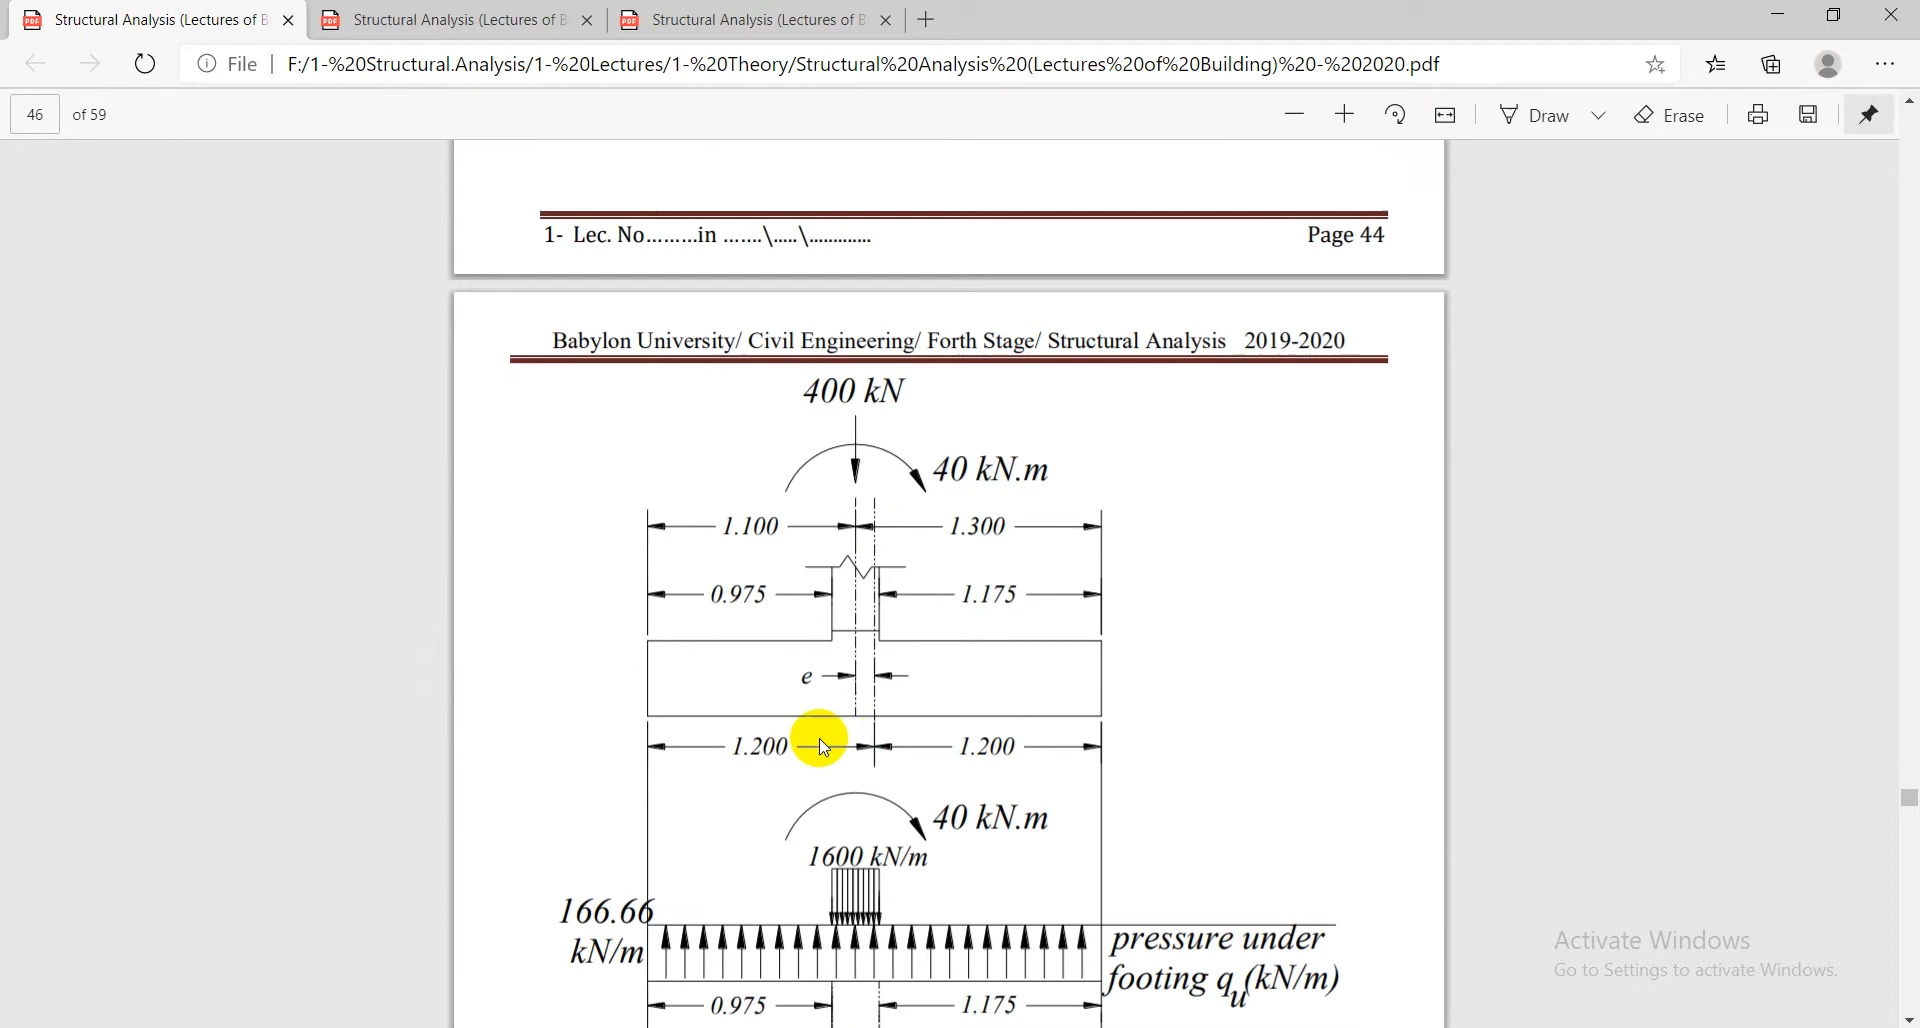 Structural Analysis (Lectures of B
Structural Analysis (Lectures of B
Structural Analysis (Lectures of B
File
F:/1-%20Structural.Analysis/1-%20Lectures/1-%20Theory/Structural%20Analysis%20(Lectures%20of%20Building)%20-%202020.pdf
46 of 59
Draw
Erase
1- Lec. No.........in .......\.....\.............
Page 44
Babylon University/ Civil Engineering/ Forth Stage/ Structural Analysis 2019-2020
400 kN
40 kN.m
1.100
1.300
0.975
1.175
e
1.200
1.200
40 kN.m
1600 kN/m
166.66
kN/m
pressure under
footing qu(kN/m)
0.975
1.175
Activate Windows
Go to Settings to activate Windows.